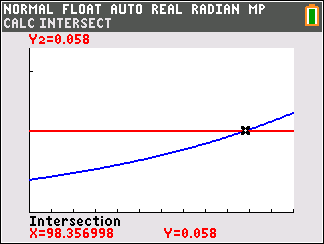 NORMAL FLOAT AUTO REAL RADIAN MP
CALC INTERSECT
Y2=0.058
Intersection
X=98.356998 Y=0.058